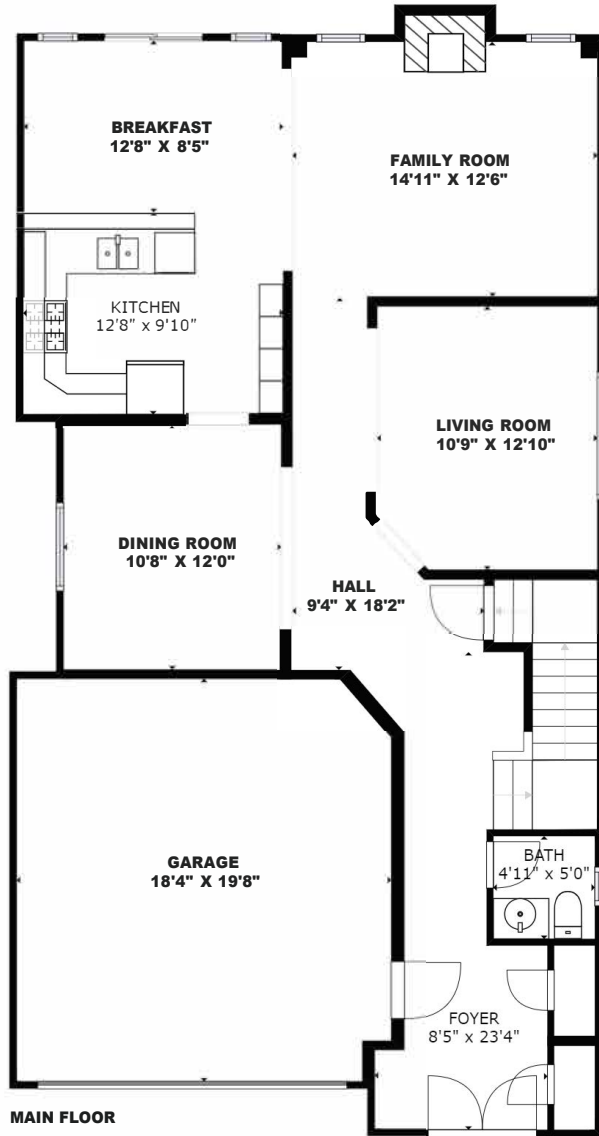 BREAKFAST
12'8" X 8'5"
FAMILY ROOM
14'11" X 12'6"
KITCHEN
12'8" x 9'10"
LIVING ROOM
10'9" X 12'10"
DINING ROOM
10'8" X 12'0"
HALL
9'4" X 18'2"
GARAGE
18'4" X 19'8"
BATH
4'11" x 5'0"
FOYER
8'5" x 23'4"
MAIN FLOOR